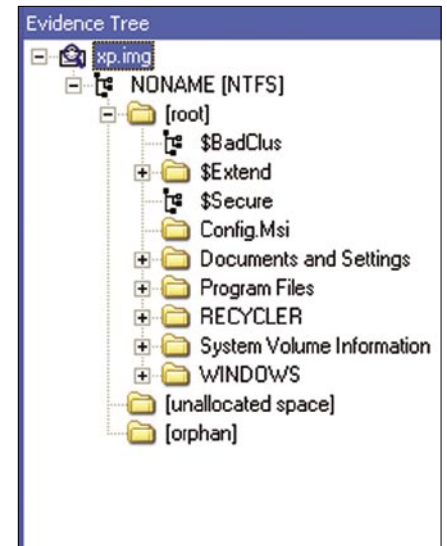 Evidence Tree
xp.img
NONAME [NTFS]
[root]
$BadClus
$Extend
$Secure
Config.Msi
Documents and Settings
Program Files
RECYCLER
System Volume Information
WINDOWS
[unallocated space]
[orphan]